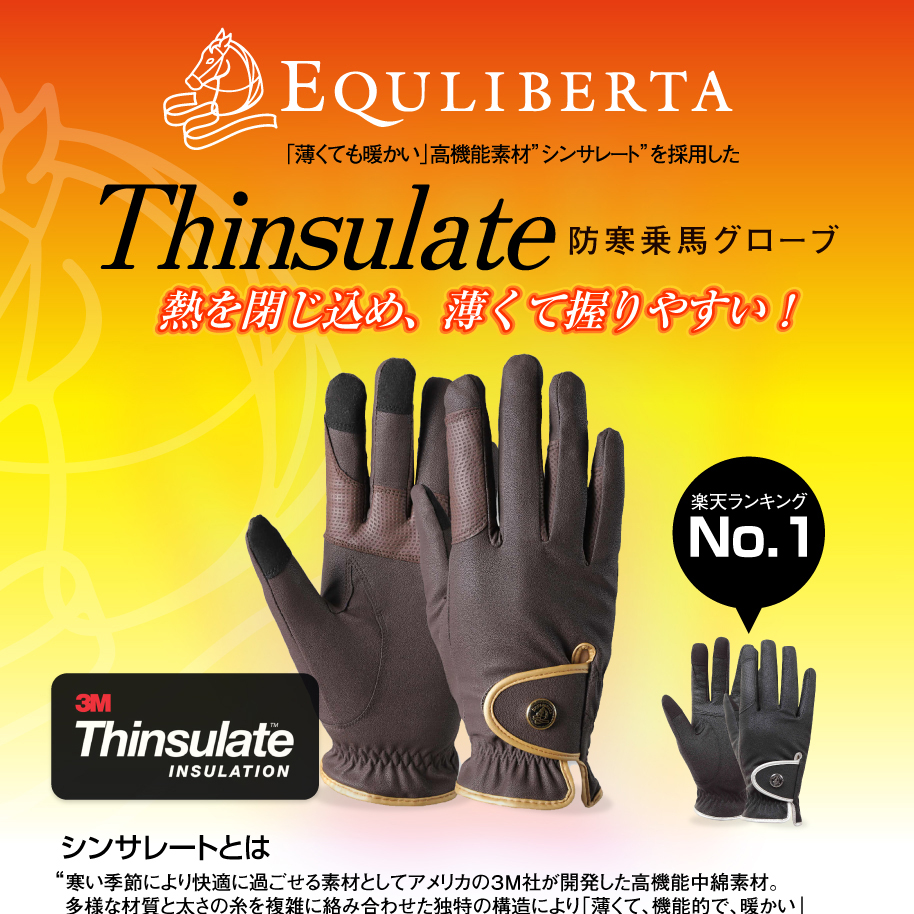 EQULIBERTA
「薄くても暖かい」高機能素材”シンサレート”を採用した
Thinsulate 防寒乗馬グローブ
熱を閉じ込め、薄くて握りやすい！
楽天ランキング
No.1
3M
Thinsulate™
INSULATION
シンサレートとは
“寒い季節により快適に過ごせる素材としてアメリカの3M社が開発した高機能中綿素材。
多様な材質と太さの糸を複雑に絡み合わせた独特の構造により「薄くて、機能的で、暖かい」